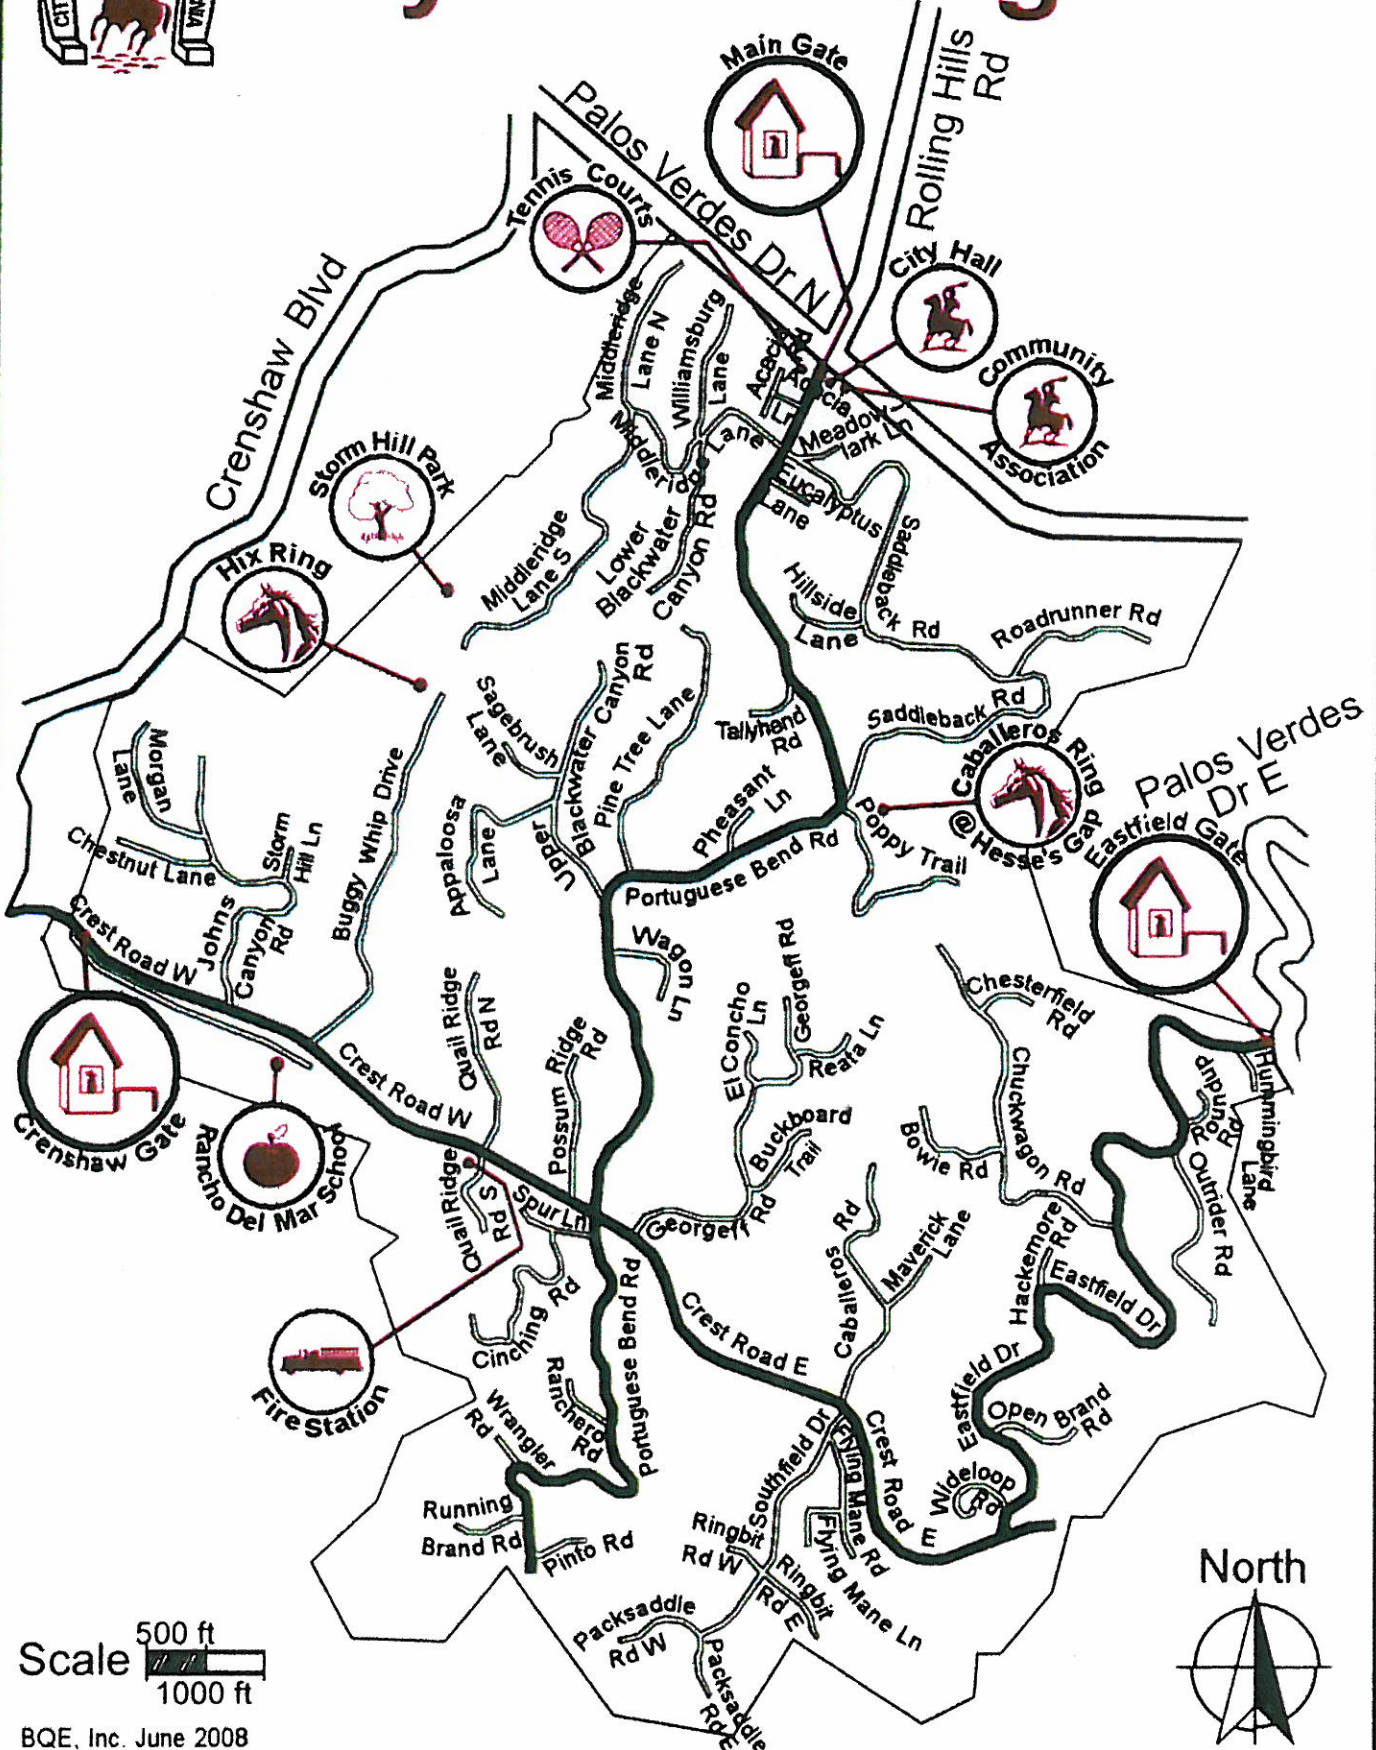 CIT
NIA
Main Gate
Rolling Hills
Rd
Palos Verdes Dr N
Tennis Courts
City Hall
Community
Association
Crenshaw Blvd
Middleridge
Lane N
Williamsburg
Lane
Acacia
Ln
Acacia
Meadow
lark Ln
Middleridge Lane
Storm Hill Park
Eucalyptus
Lane
Saddleback Rd
Middleridge
Lane S
Lower
Blackwater
Canyon Rd
Hix Ring
Hillside
Lane
Roadrunner Rd
Sagebrush
Lane
Upper
Blackwater Canyon
Rd
Pine Tree Lane
Tallyhand
Rd
Saddleback Rd
Caballeros Ring
@ Hesse's Gap
Palos Verdes
Dr E
Eastfield Gate
Morgan
Lane
Buggy Whip Drive
Appaloosa
Lane
Pheasant
Ln
Poppy Trail
Chestnut Lane
Storm
Hill Ln
Portuguese Bend Rd
Crest Road W
Johns
Canyon
Rd
Wagon Ln
Quail Ridge
Rd N
El Concho
Ln
Georgeff Rd
Reata Ln
Chesterfield
Rd
Possum Ridge
Rd
Crest Road W
Chuckwagon Rd
Roundup
Rd
Hummingbird
Lane
Crenshaw Gate
Rancho Del Mar School
Buckboard
Trail
Bowie Rd
Outrider Rd
Quail Ridge
Rd S
Spur Ln
Georgeff Rd
Caballeros Rd
Maverick
Lane
Hackemore
Rd
Eastfield Dr
Cinching Rd
Portuguese Bend Rd
Crest Road E
Fire Station
Ranchero
Rd
Wrangler
Rd
Eastfield Dr
Open Brand
Rd
Southfield Dr
Flying Mane Rd
Crest Road E
Wideloop
Rd
Running
Brand Rd
Pinto Rd
Ringbit
Rd W
Ringbit
Rd E
Flying Mane Ln
Packsaddle
Rd W
Packsaddle
Rd E
North
Scale
500 ft
1000 ft
BQE, Inc. June 2008